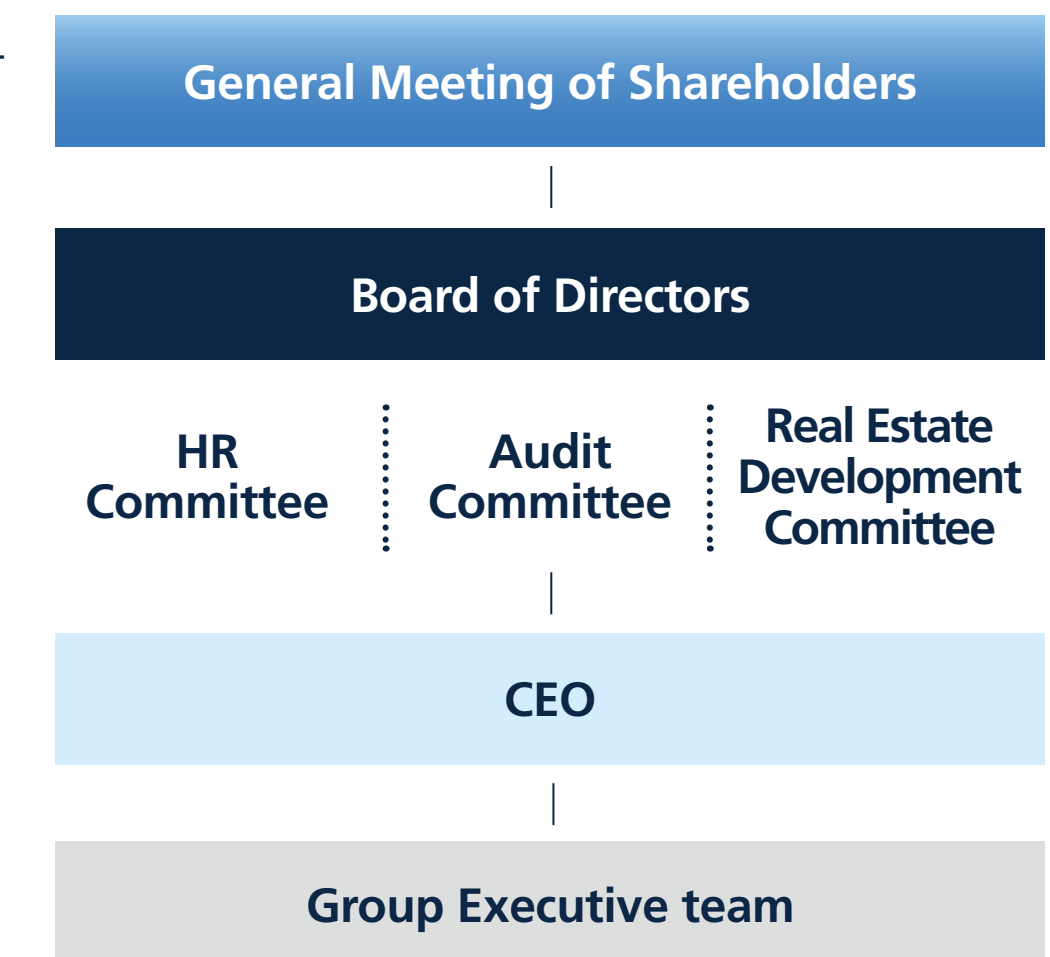 General Meeting of Shareholders
Board of Directors
HR
Committee
Audit
Committee
Real Estate
Development
Committee
CEO
Group Executive team